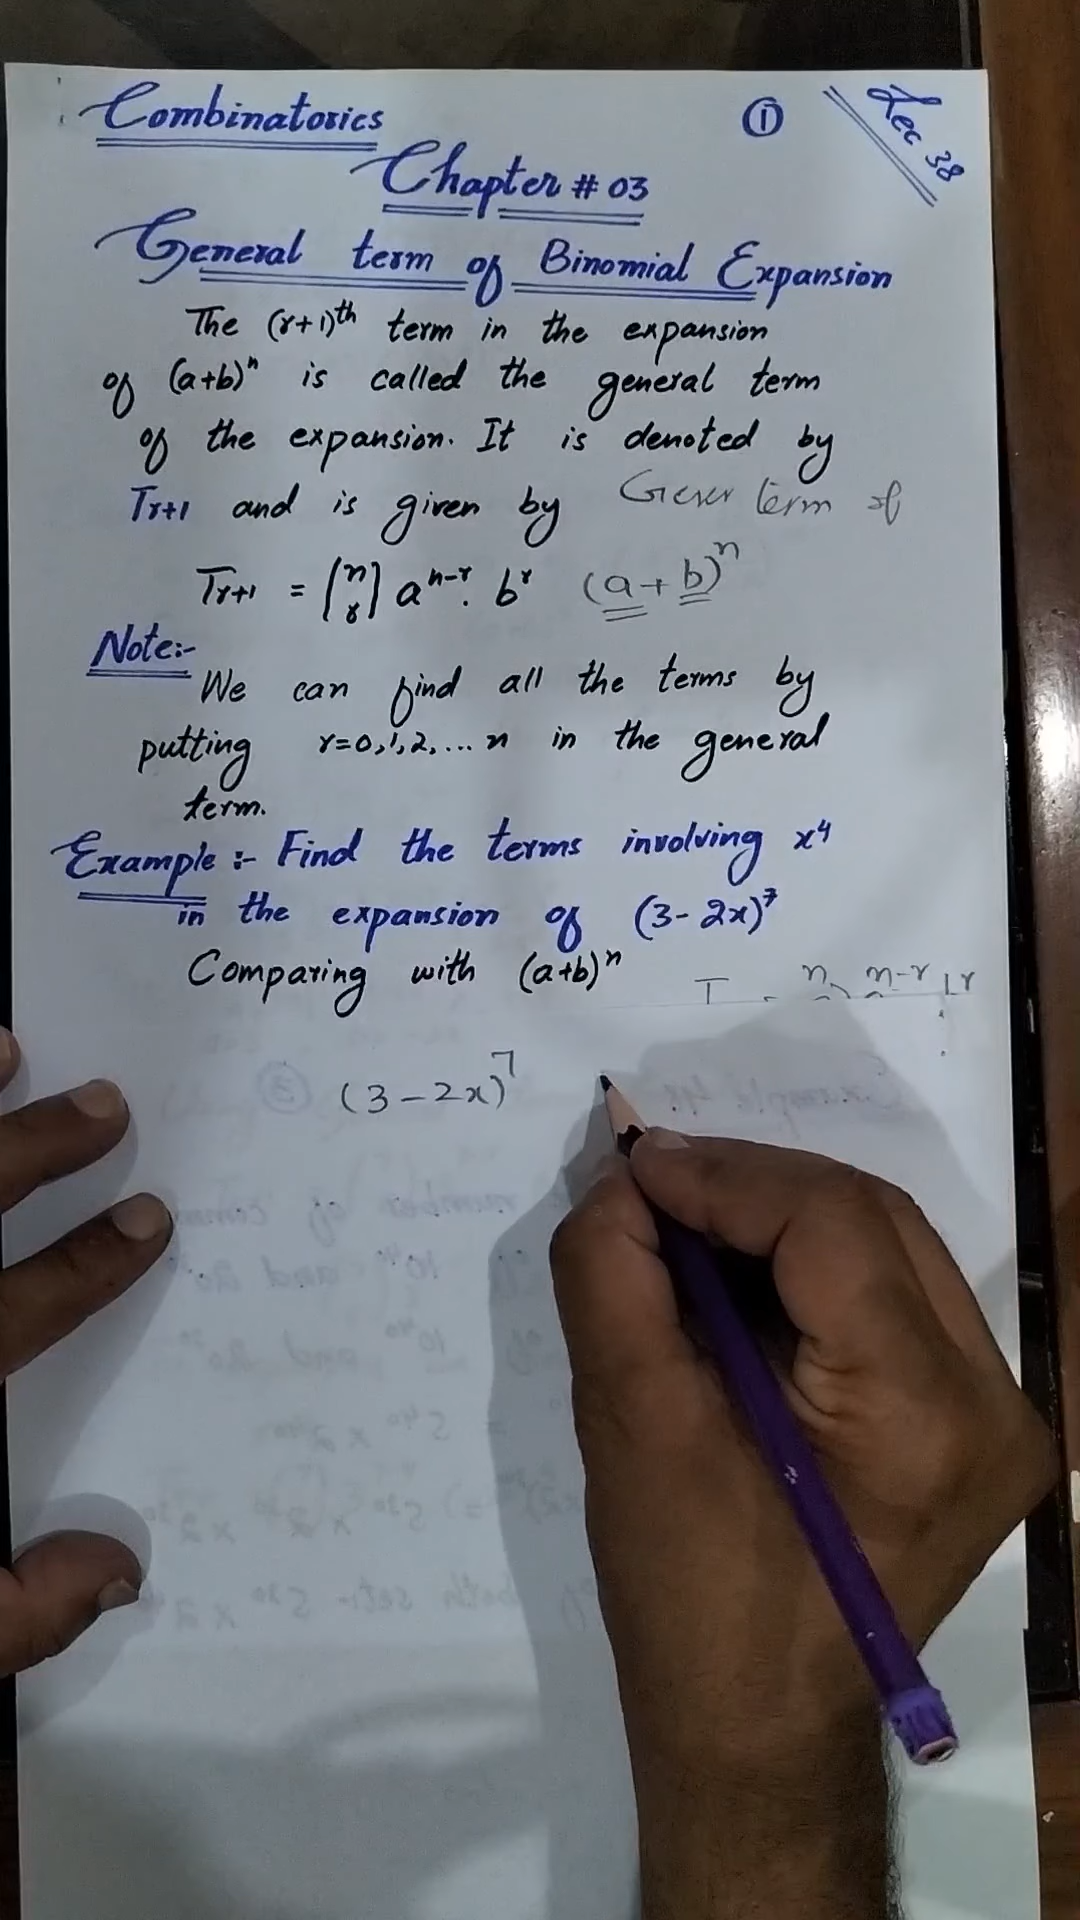 Combinatorics
①
Lec 38
Chapter # 03
General term of Binomial Expansion
The (r+1)th term in the expansion
of (a+b)ⁿ is called the general term
of the expansion. It is denoted by
Tr+1 and is given by
Gener term of
Tr+1 = (n r) aⁿ⁻ʳ. bʳ (a+b)ⁿ
Note:-
We can find all the terms by
putting r=0,1,2,... n in the general
term.
Example :- Find the terms involving x⁴
in the expansion of (3-2x)⁷
Comparing with (a+b)ⁿ
(3-2x)⁷